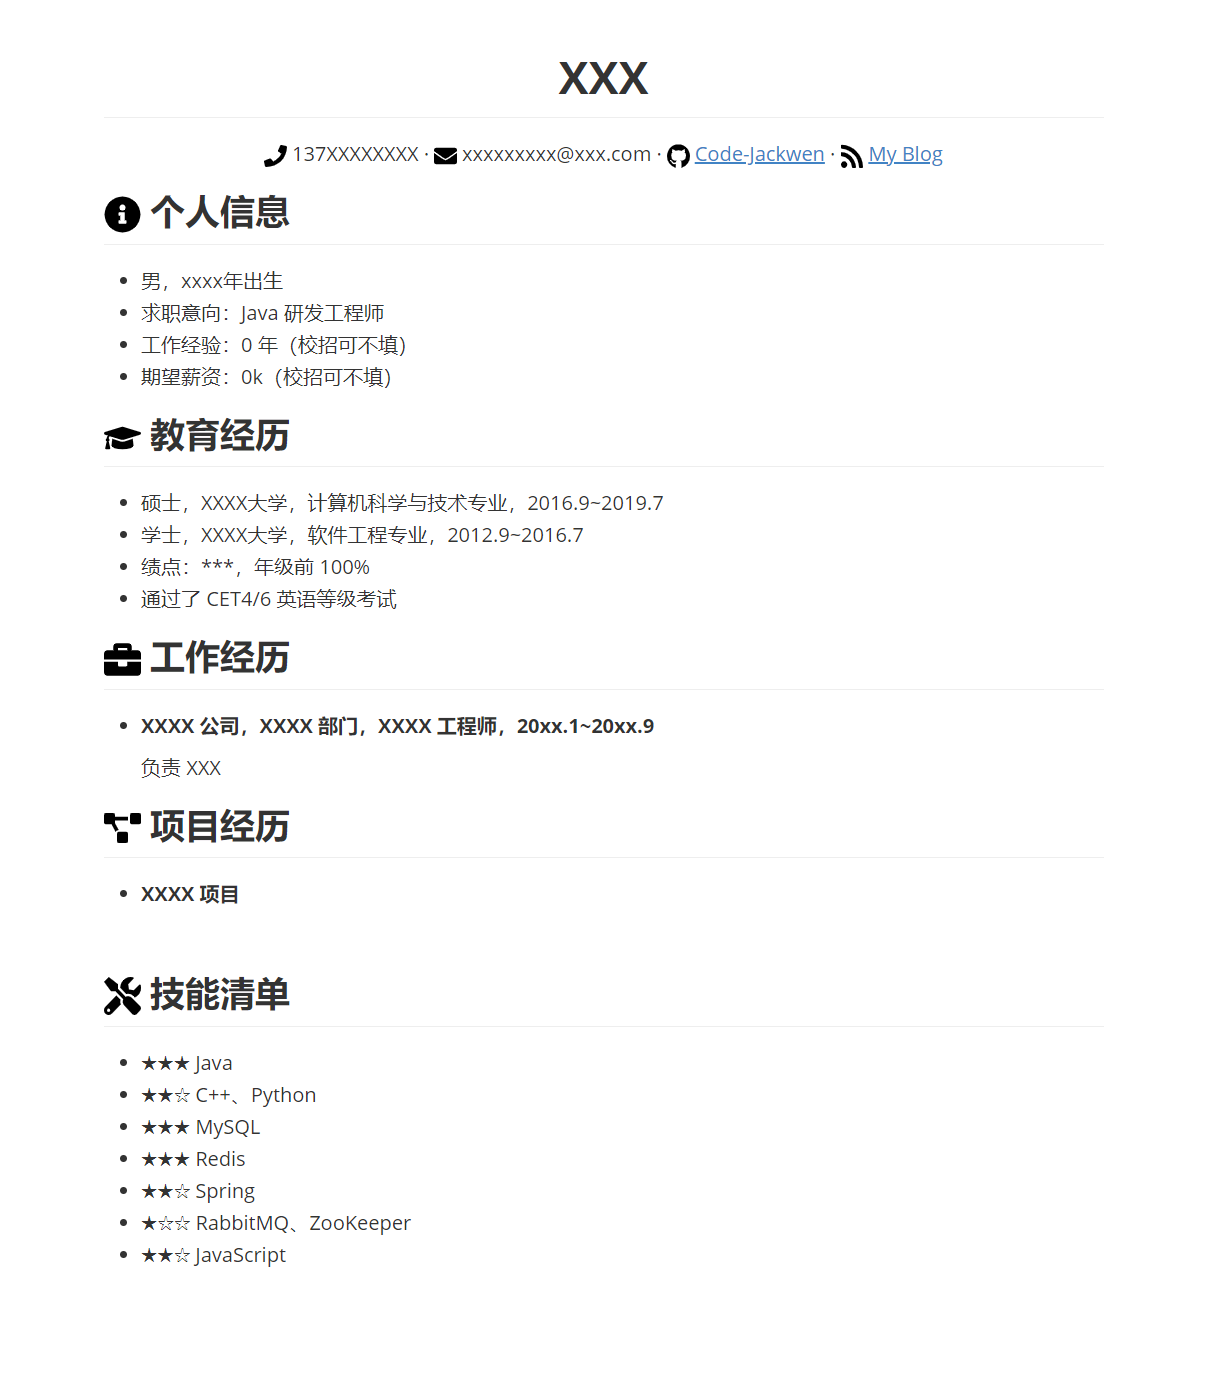 XXX
137XXXXXXXX · xxxxxxxxx@xxx.com · Code-Jackwen · My Blog
个人信息
男，xxxx年出生
求职意向：Java 研发工程师
工作经验：0 年（校招可不填）
期望薪资：0k（校招可不填）
教育经历
硕士，XXXX大学，计算机科学与技术专业，2016.9~2019.7
学士，XXXX大学，软件工程专业，2012.9~2016.7
绩点：***，年级前 100%
通过了 CET4/6 英语等级考试
工作经历
XXXX 公司，XXXX 部门，XXXX 工程师，20xx.1~20xx.9
负责 XXX
项目经历
XXXX 项目
技能清单
★★★ Java
★★☆ C++、Python
★★★ MySQL
★★★ Redis
★★☆ Spring
★☆☆ RabbitMQ、ZooKeeper
★★☆ JavaScript